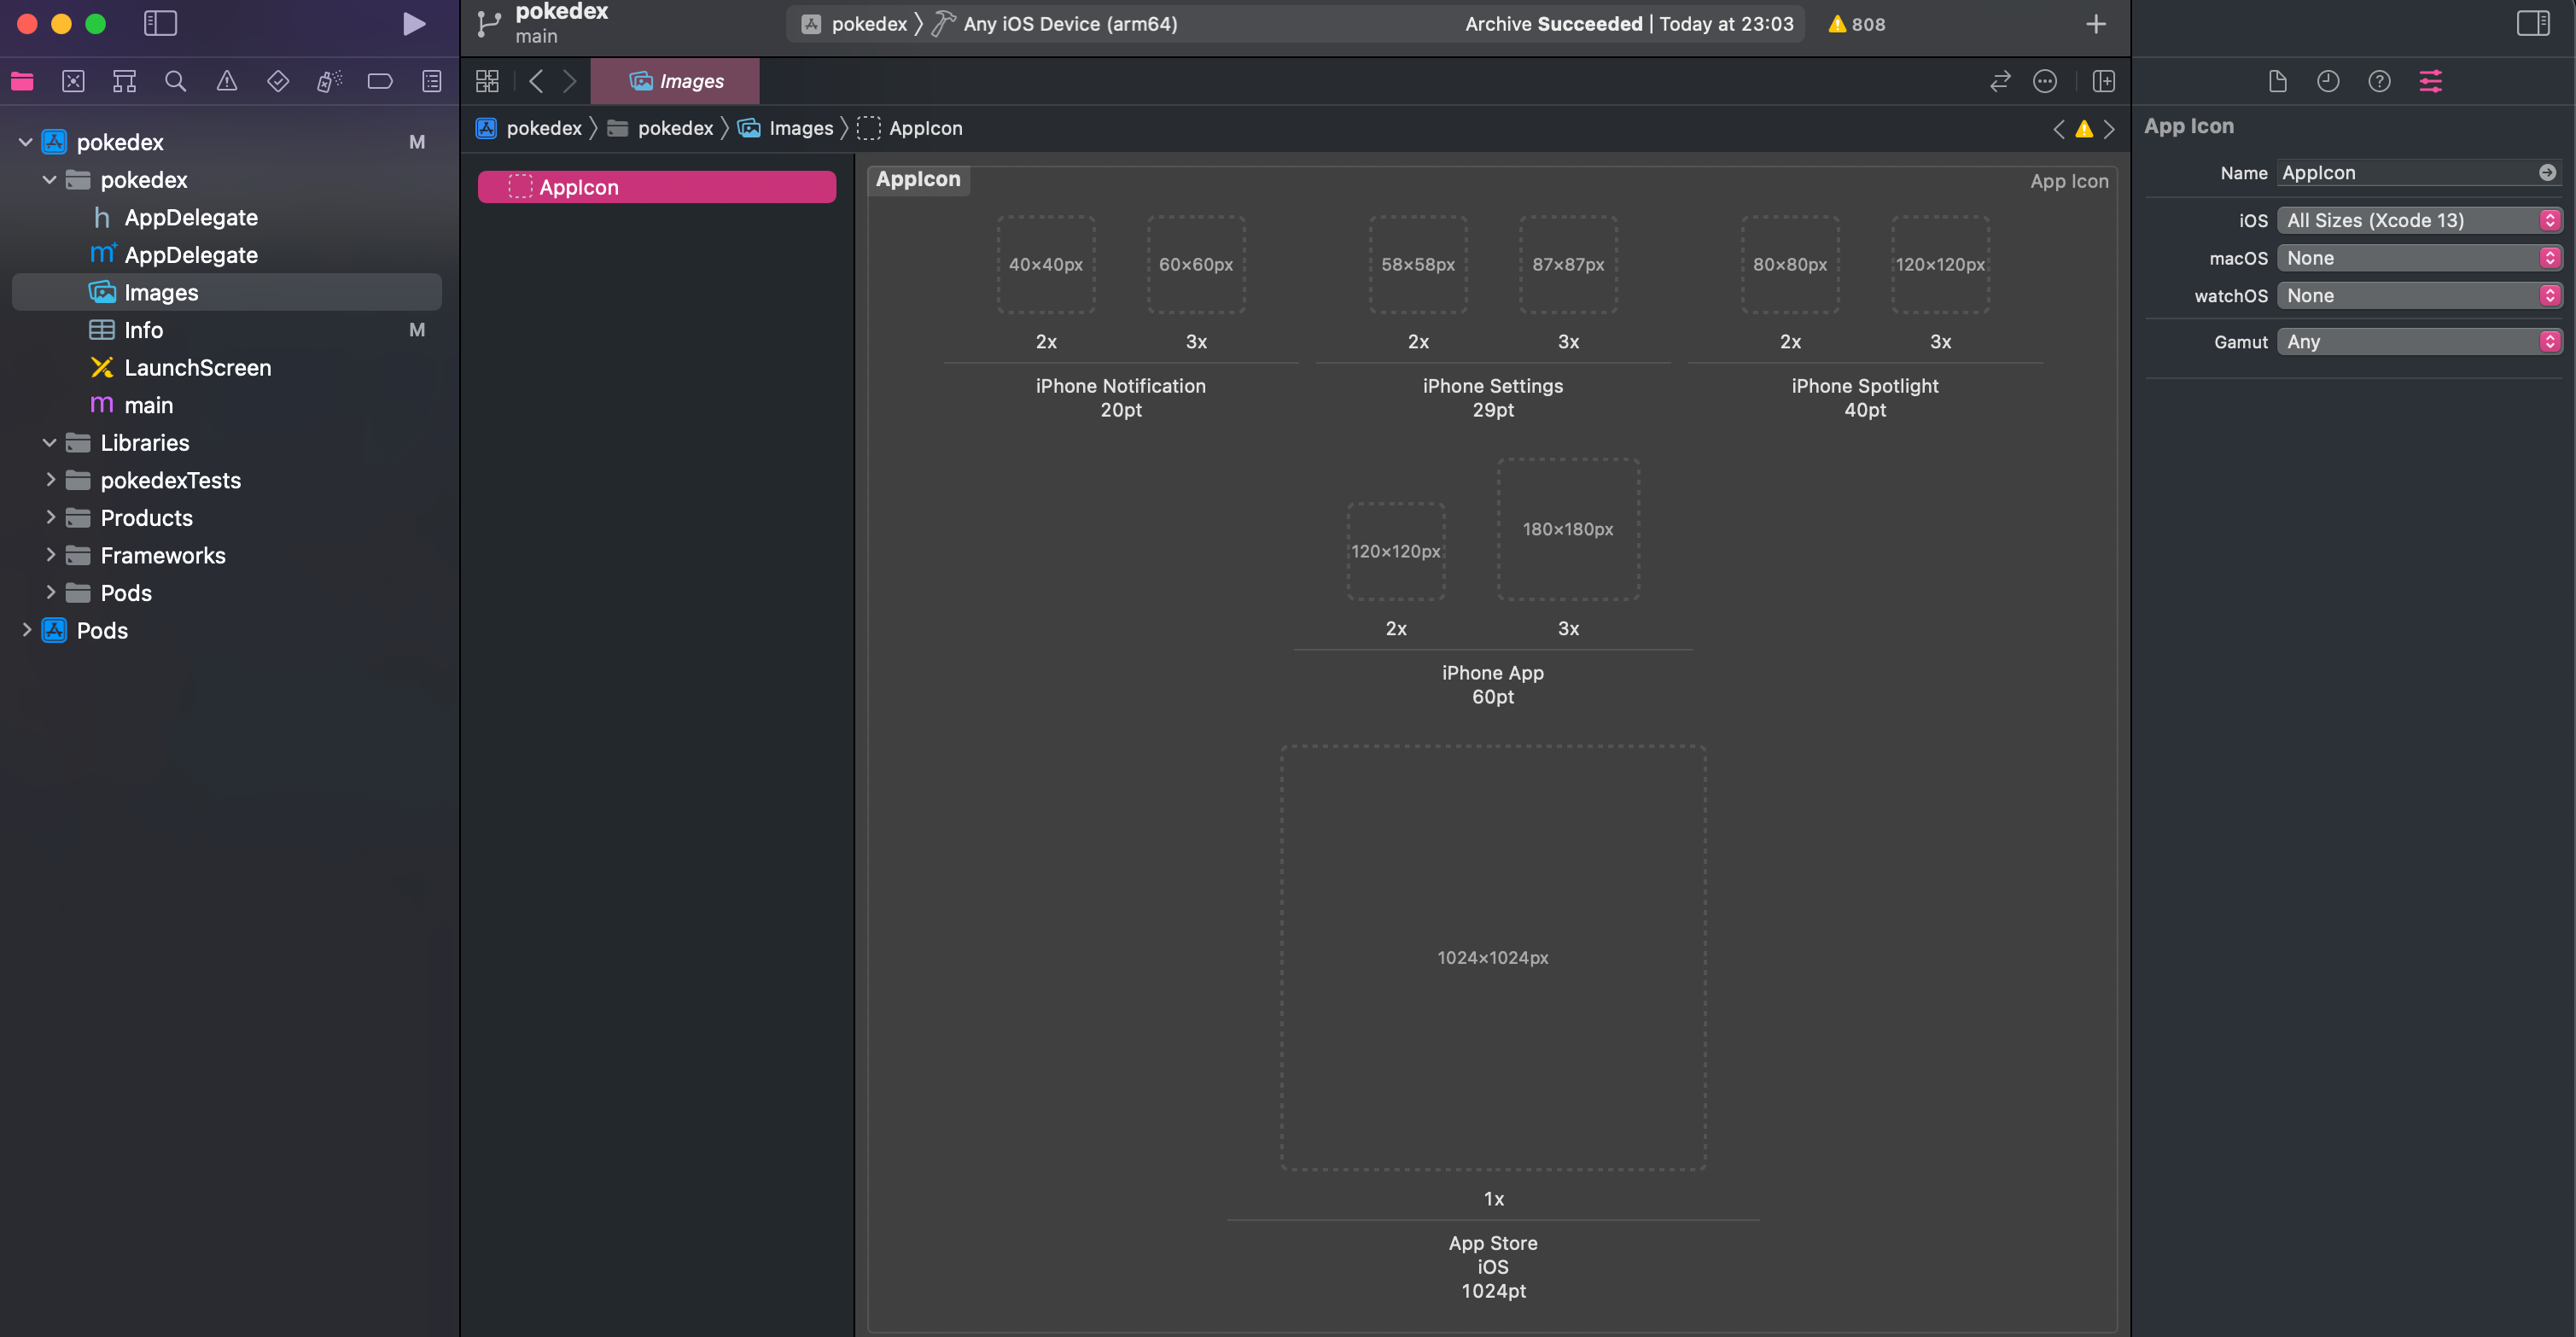 pokedex
main
pokedex
Any iOS Device (arm64)
Archive Succeeded | Today at 23:03
808
Images
pokedex
pokedex
Images
AppIcon
pokedex
M
pokedex
h
AppDelegate
m+
AppDelegate
Images
Info
M
LaunchScreen
m
main
Libraries
pokedexTests
Products
Frameworks
Pods
Pods
AppIcon
AppIcon
App Icon
40×40px
60×60px
58×58px
87×87px
80×80px
120×120px
2x
3x
2x
3x
2x
3x
iPhone Notification
20pt
iPhone Settings
29pt
iPhone Spotlight
40pt
120×120px
180×180px
2x
3x
iPhone App
60pt
1024×1024px
1x
App Store
iOS
1024pt
App Icon
Name AppIcon
iOS All Sizes (Xcode 13)
macOS None
watchOS None
Gamut Any